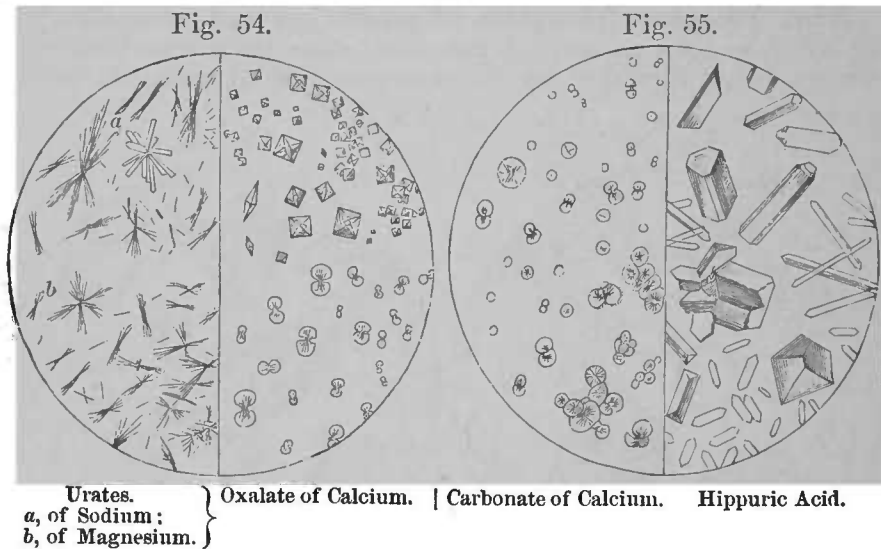 Fig. 54. Fig. 55.
a
b
Urates. } Oxalate of Calcium. | Carbonate of Calcium. Hippuric Acid.
a, of Sodium:
b, of Magnesium.